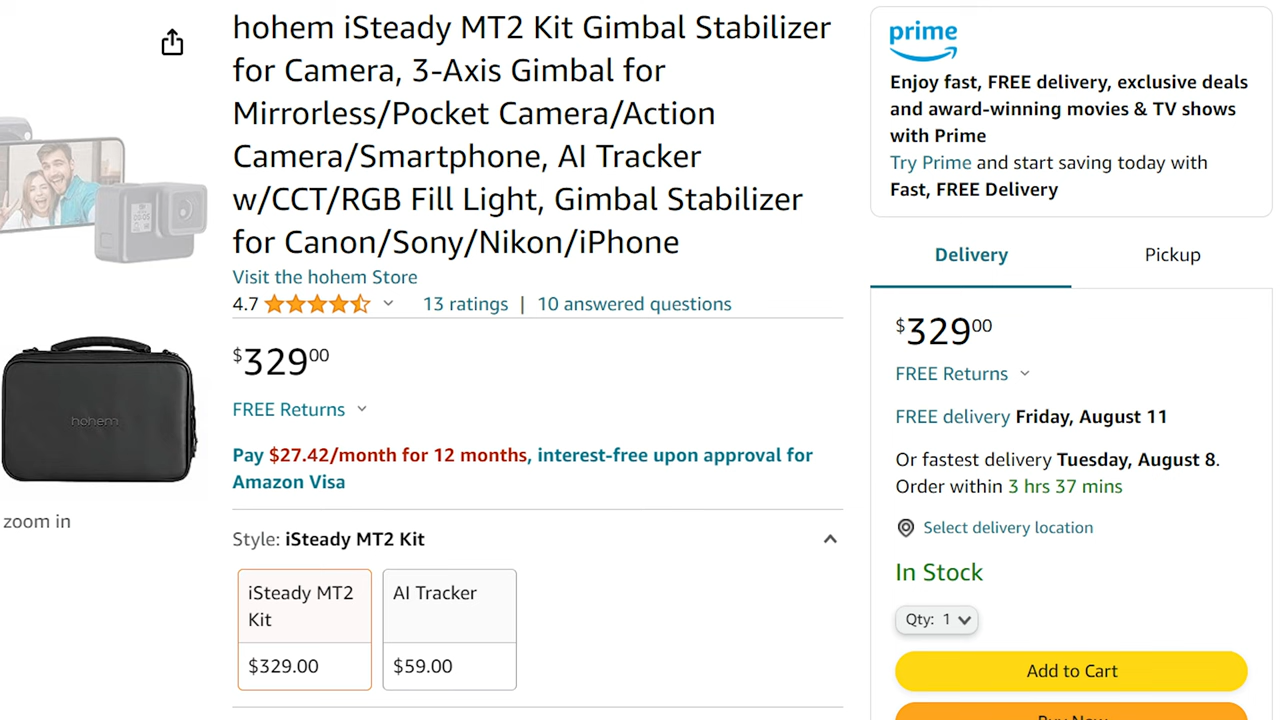 hohem iSteady MT2 Kit Gimbal Stabilizer
for Camera, 3-Axis Gimbal for
Mirrorless/Pocket Camera/Action
Camera/Smartphone, AI Tracker
w/CCT/RGB Fill Light, Gimbal Stabilizer
for Canon/Sony/Nikon/iPhone
Visit the hohem Store
4.7 13 ratings | 10 answered questions
$32900
FREE Returns
Pay $27.42/month for 12 months, interest-free upon approval for
Amazon Visa
Style: iSteady MT2 Kit
iSteady MT2
Kit
$329.00
AI Tracker
$59.00
hohem
zoom in
prime
Enjoy fast, FREE delivery, exclusive deals
and award-winning movies & TV shows
with Prime
Try Prime and start saving today with
Fast, FREE Delivery
Delivery
Pickup
$32900
FREE Returns
FREE delivery Friday, August 11
Or fastest delivery Tuesday, August 8.
Order within 3 hrs 37 mins
Select delivery location
In Stock
Qty: 1
Add to Cart
Buy Now